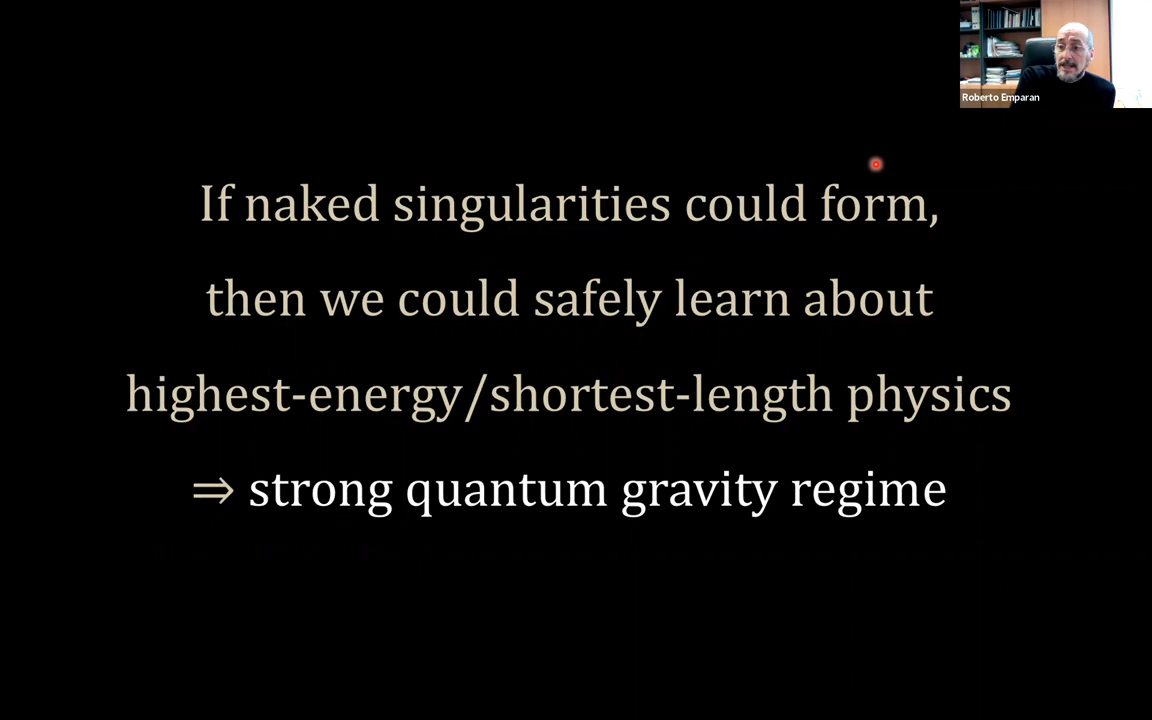 Roberto Emparan
If naked singularities could form,
then we could safely learn about
highest-energy/shortest-length physics
⇒ strong quantum gravity regime